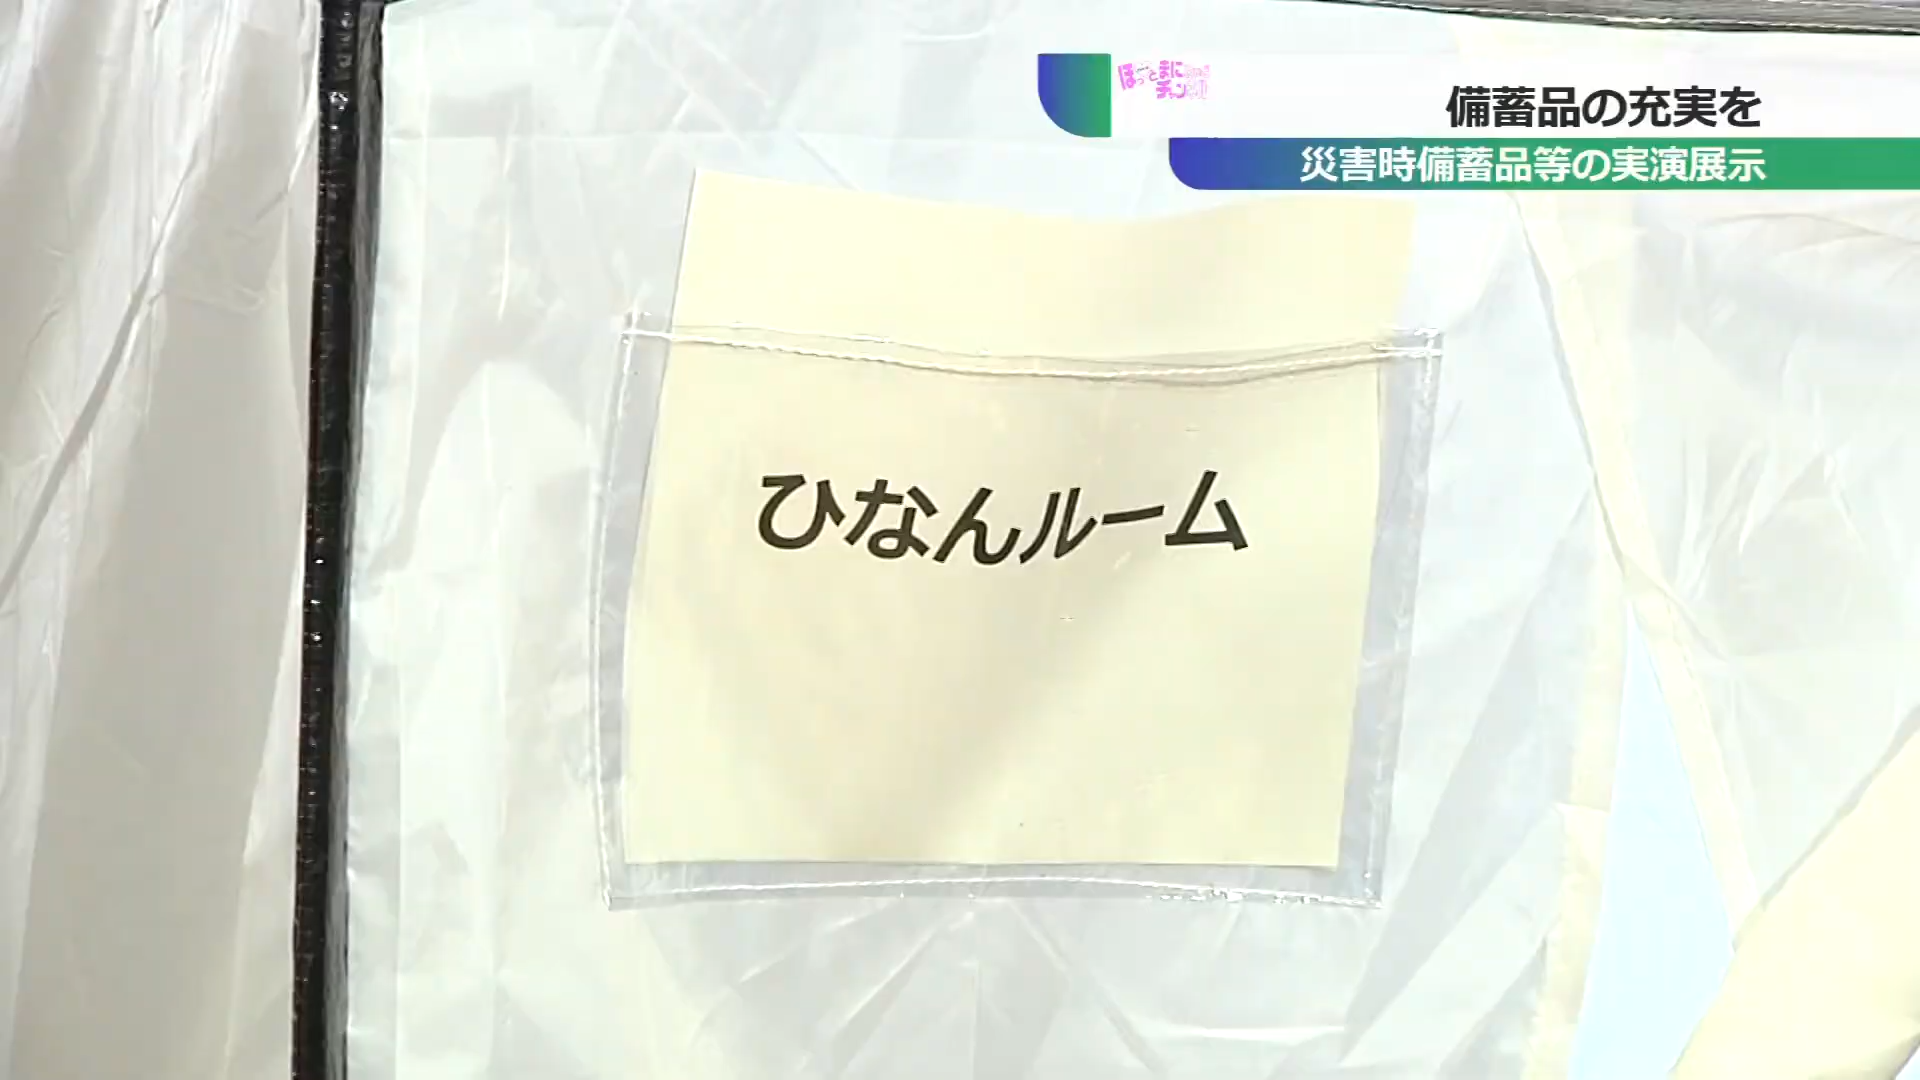 備蓄品の充実を
災害時備蓄品等の実演展示
ひなんルーム